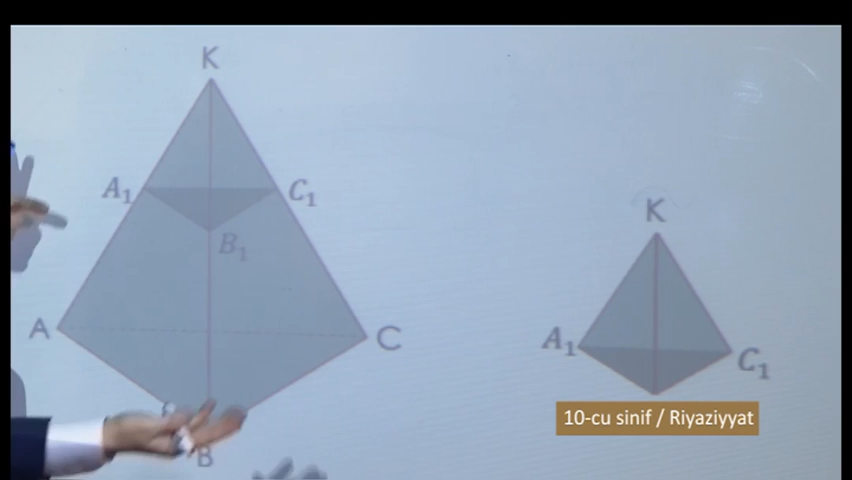 K
A₁
C₁
B₁
A
C
B
K
A₁
C₁
10-cu sinif / Riyaziyyat